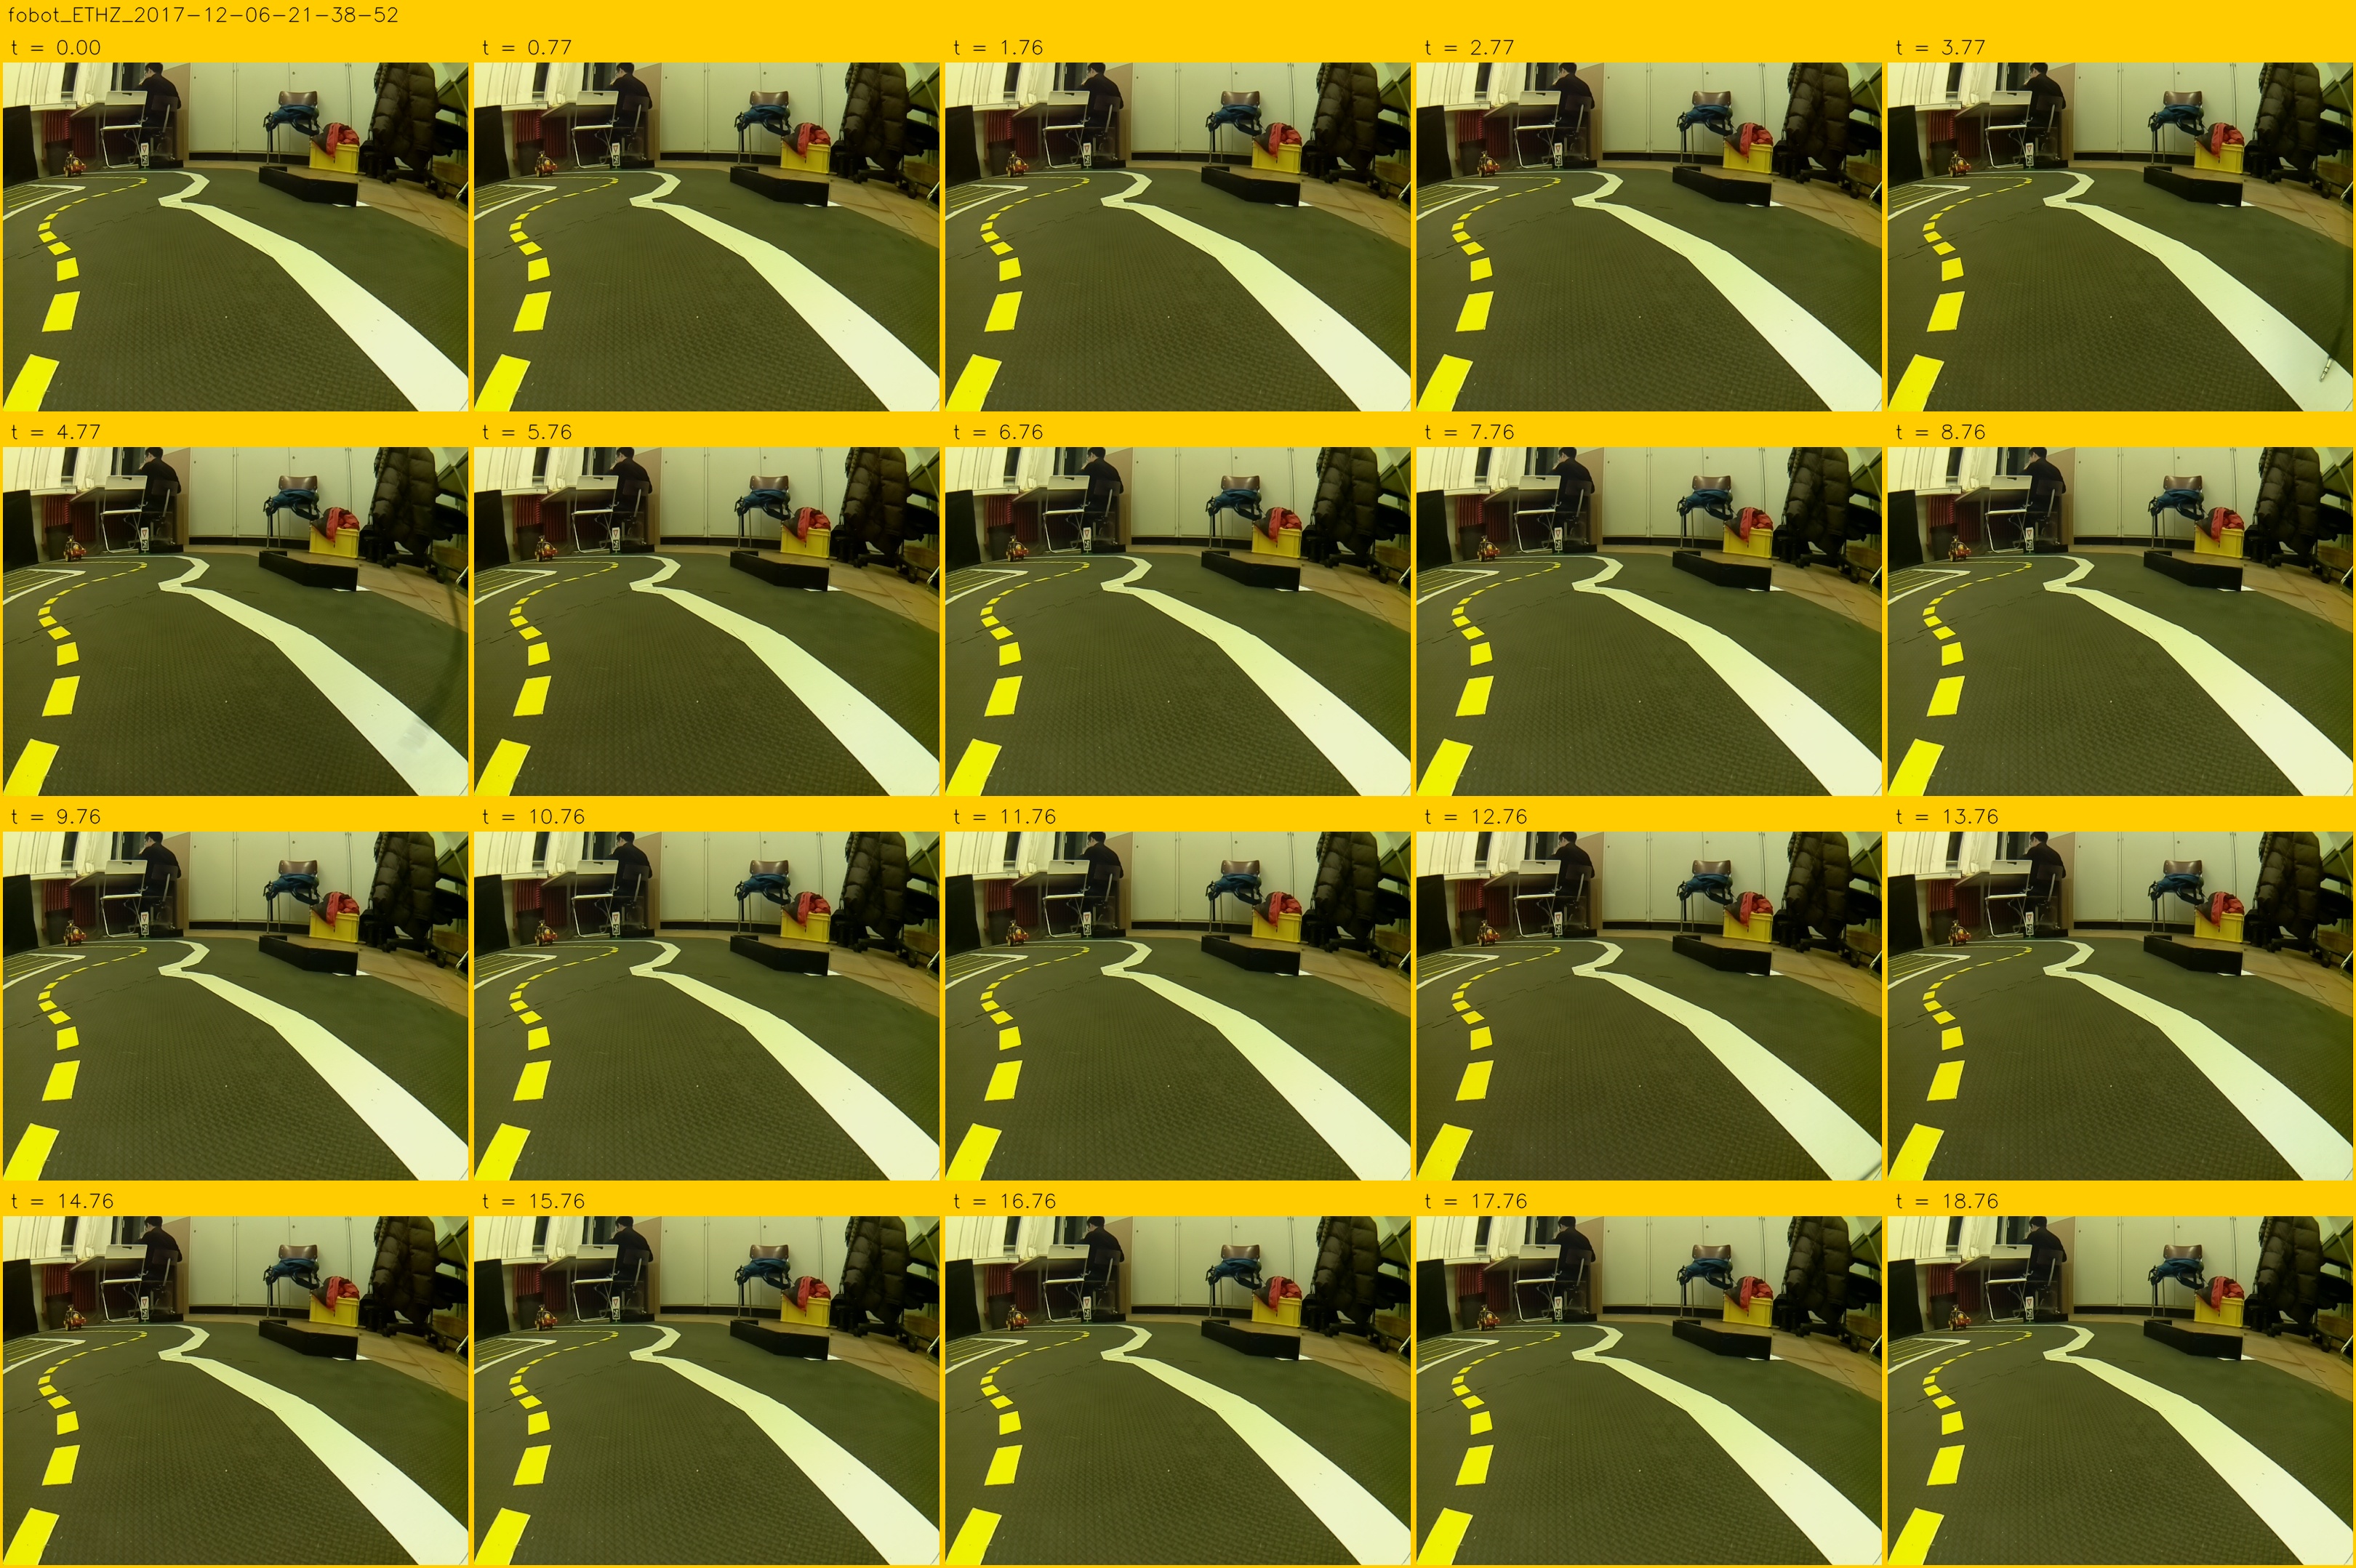 fobot_ETHZ_2017-12-06-21-38-52
t = 0.00
t = 0.77
t = 1.76
t = 2.77
t = 3.77
t = 4.77
t = 5.76
t = 6.76
t = 7.76
t = 8.76
t = 9.76
t = 10.76
t = 11.76
t = 12.76
t = 13.76
t = 14.76
t = 15.76
t = 16.76
t = 17.76
t = 18.76